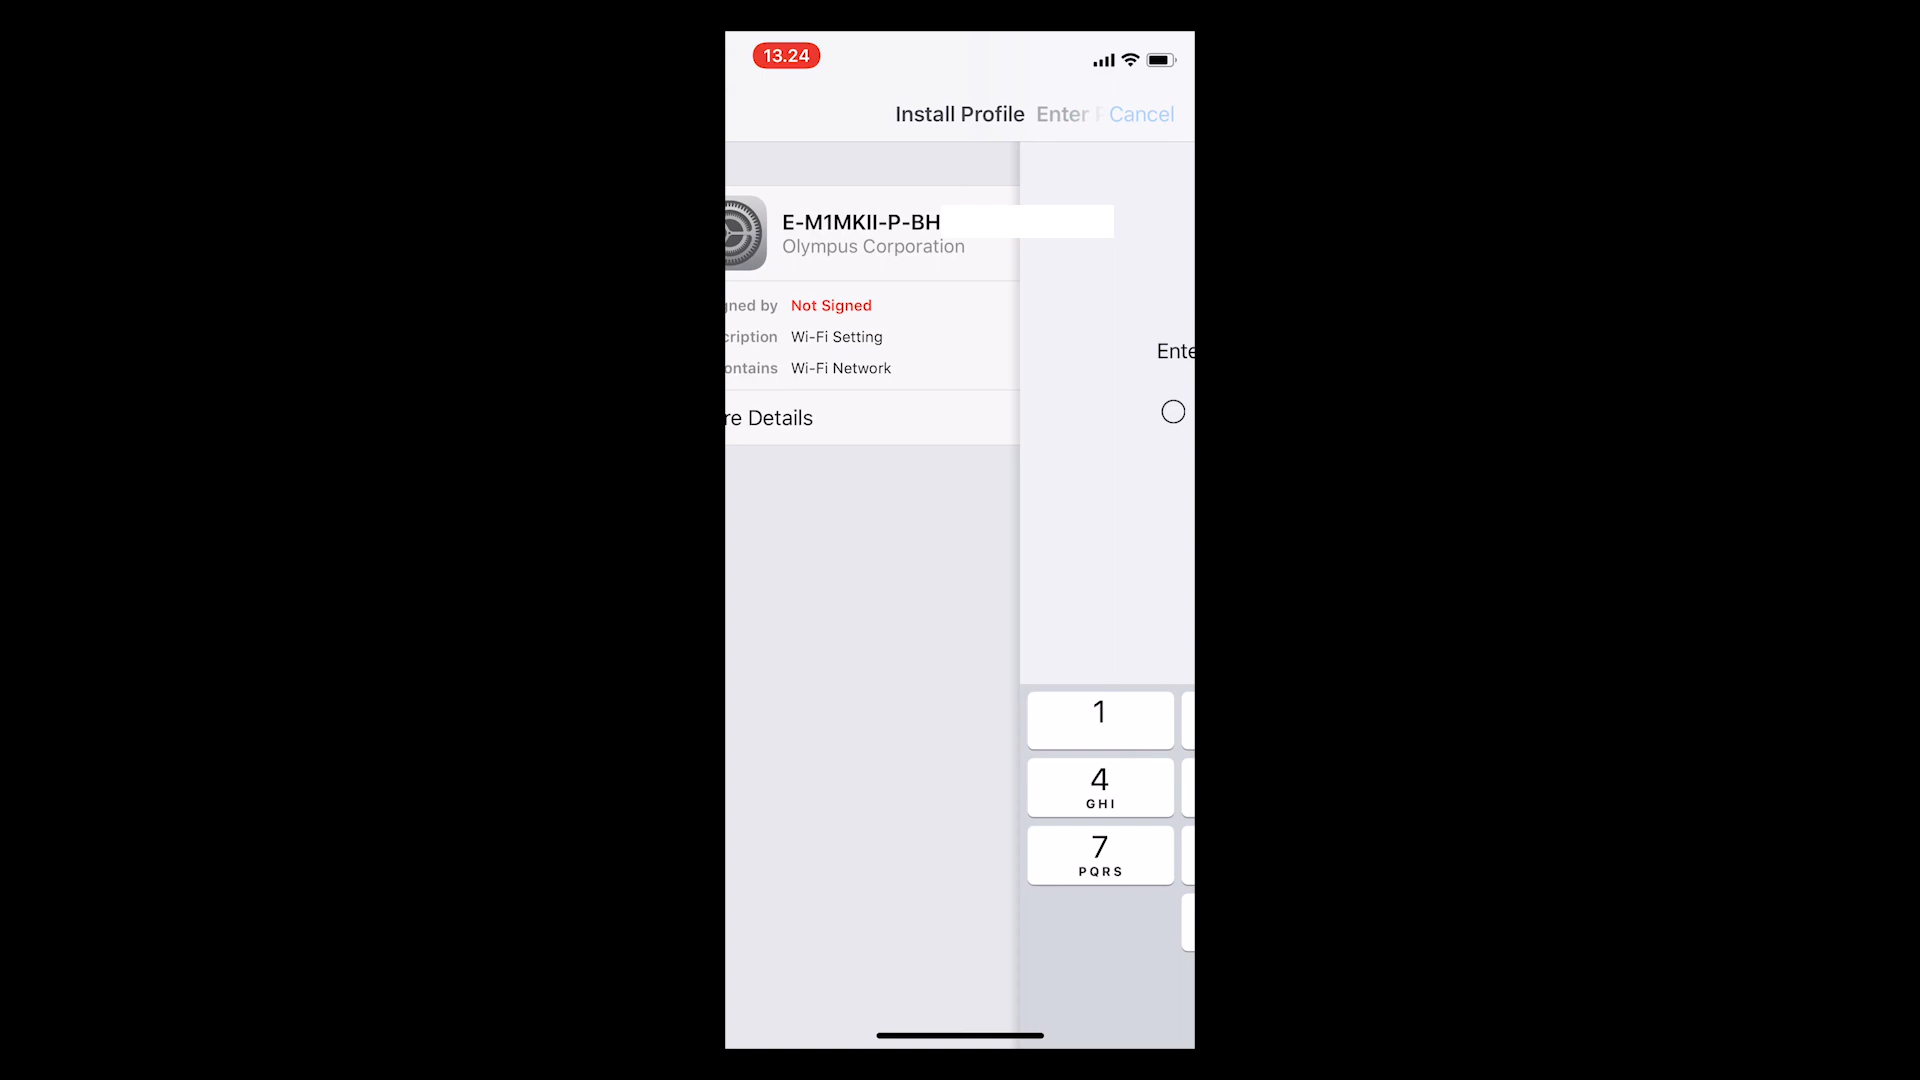 13.24
Install Profile Enter Cancel
E-M1MKII-P-BH
Olympus Corporation
gned by Not Signed
cription Wi-Fi Setting
ontains Wi-Fi Network
re Details
Ente
1
4
GHI
7
PQRS